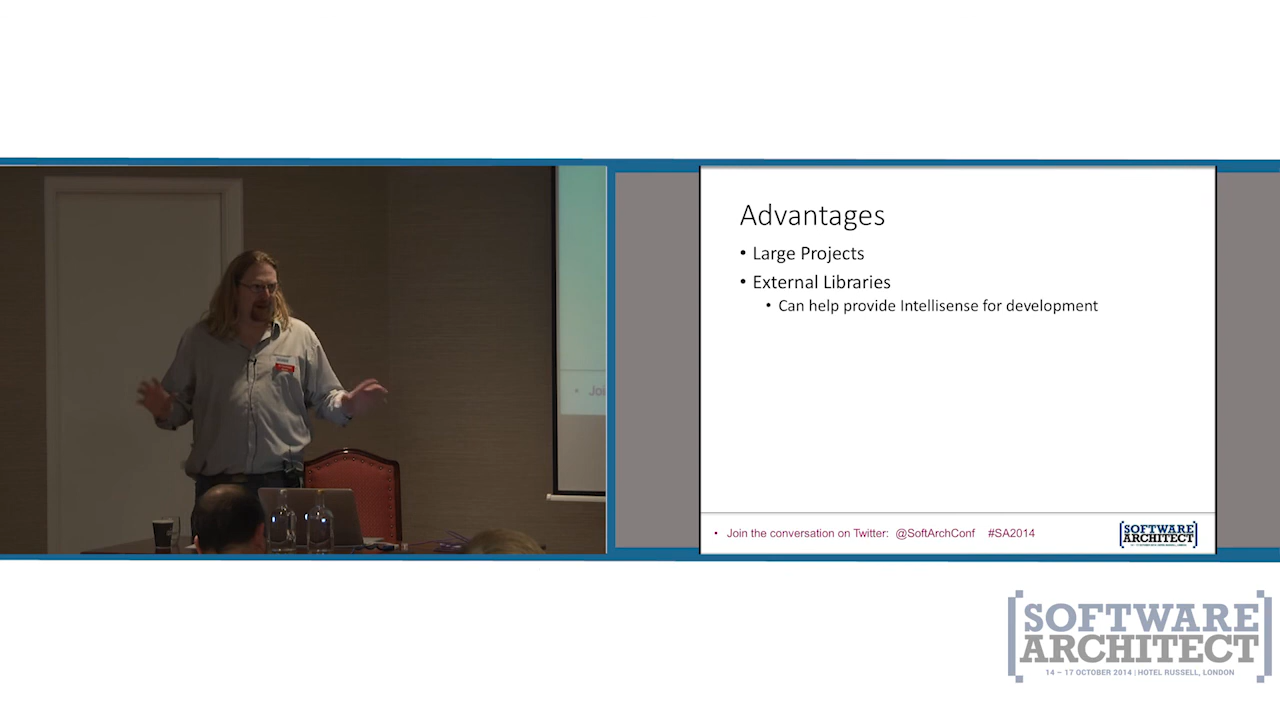 Advantages
• Large Projects
• External Libraries
• Can help provide Intellisense for development
• Join the conversation on Twitter: @SoftArchConf #SA2014
[SOFTWARE
ARCHITECT]
• Joi
[SOFTWARE
ARCHITECT]
14 – 17 OCTOBER 2014 | HOTEL RUSSELL, LONDON